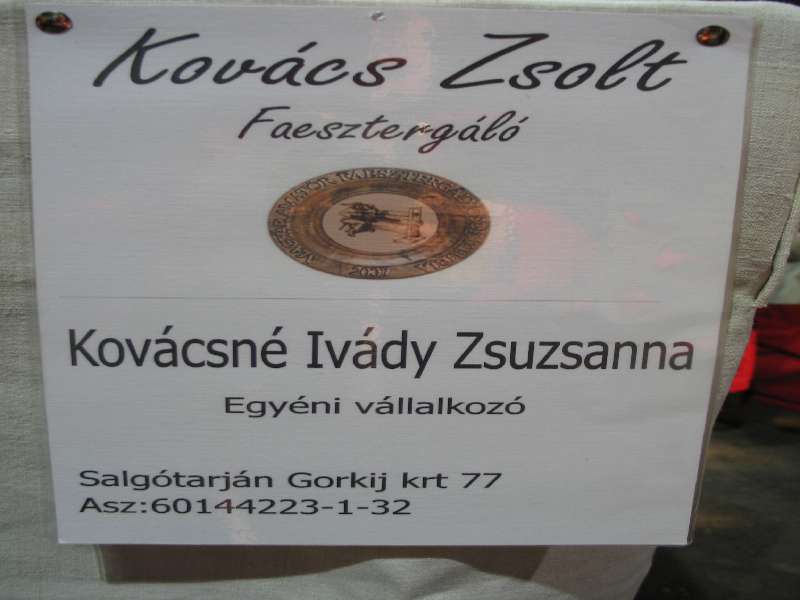 Kovács Zsolt
Faesztergáló
Kovácsné Ivády Zsuzsanna
Egyéni vállalkozó
Salgótarján Gorkij krt 77
Asz:60144223-1-32